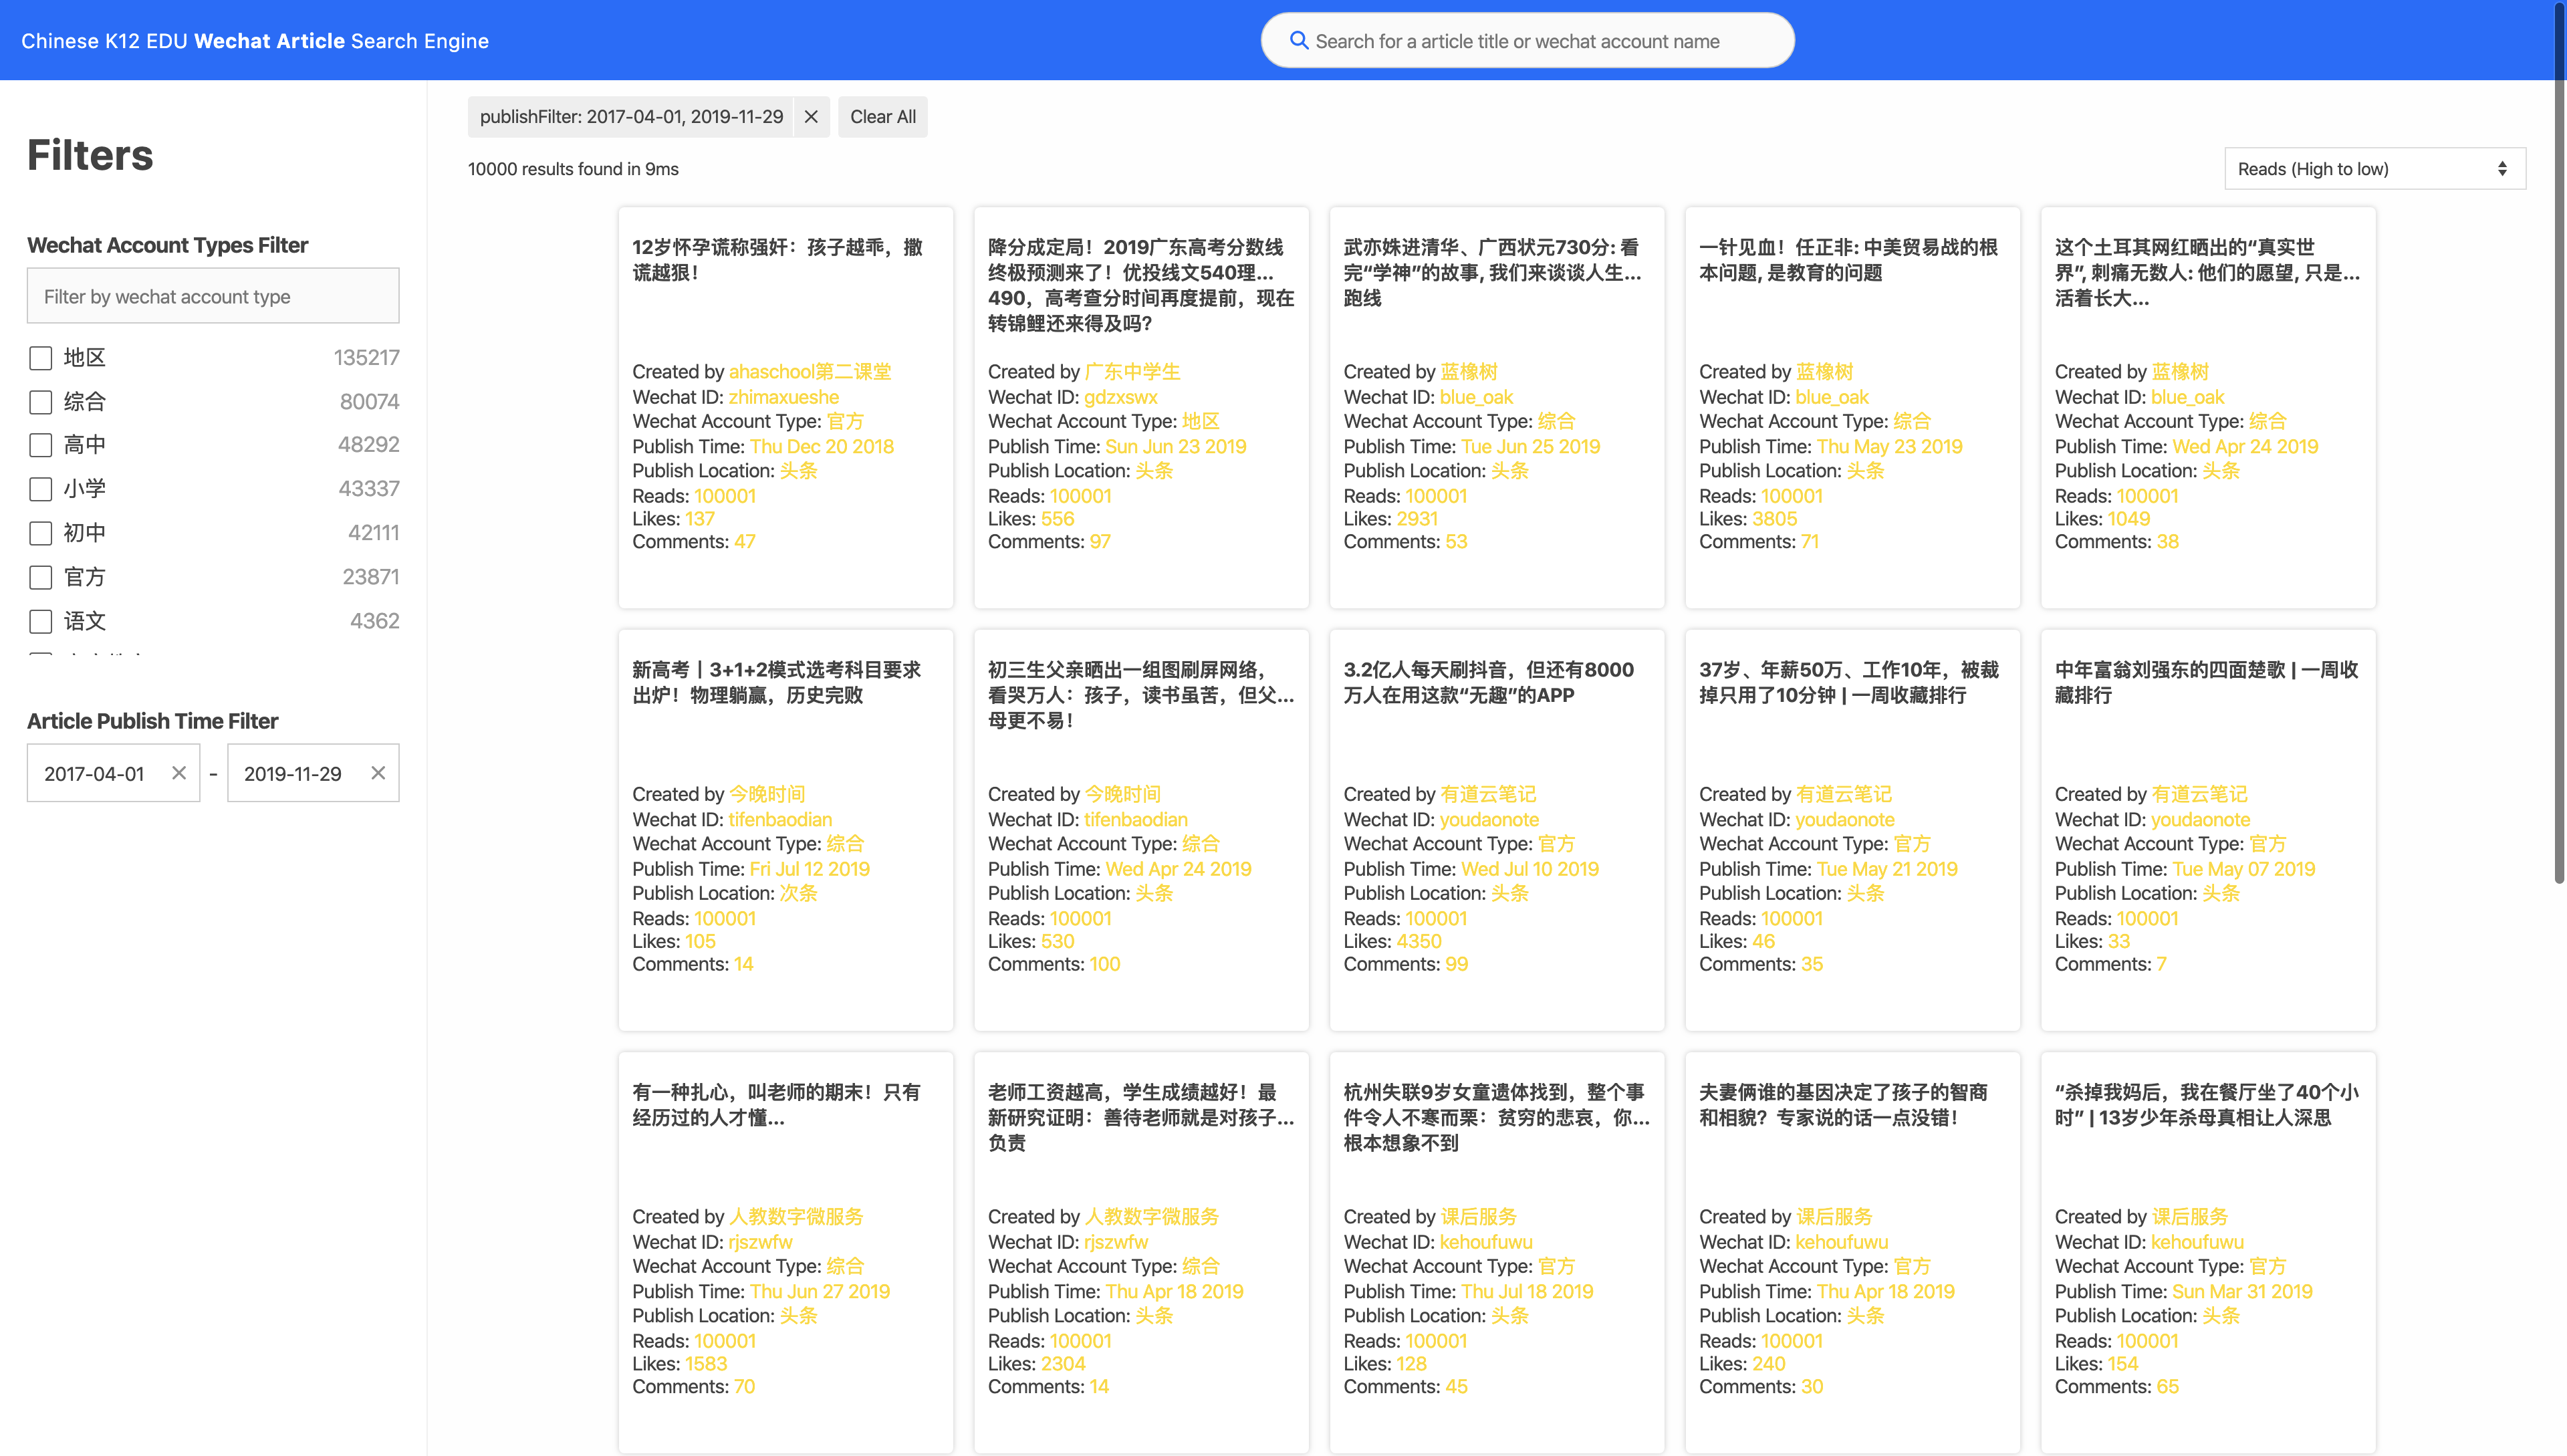 Chinese K12 EDU Wechat Article Search Engine
Search for a article title or wechat account name
Filters
Wechat Account Types Filter
Filter by wechat account type
地区 135217
综合 80074
高中 48292
小学 43337
初中 42111
官方 23871
语文 4362
Article Publish Time Filter
2017-04-01 - 2019-11-29
publishFilter: 2017-04-01, 2019-11-29
Clear All
10000 results found in 9ms
Reads (High to low)
12岁怀孕谎称强奸：孩子越乖，撒
谎越狠！
Created by ahaschool第二课堂
Wechat ID: zhimaxueshe
Wechat Account Type: 官方
Publish Time: Thu Dec 20 2018
Publish Location: 头条
Reads: 100001
Likes: 137
Comments: 47
降分成定局！2019广东高考分数线
终极预测来了！优投线文540理...
490，高考查分时间再度提前，现在
转锦鲤还来得及吗?
Created by 广东中学生
Wechat ID: gdzxswx
Wechat Account Type: 地区
Publish Time: Sun Jun 23 2019
Publish Location: 头条
Reads: 100001
Likes: 556
Comments: 97
武亦姝进清华、广西状元730分: 看
完“学神”的故事, 我们来谈谈人生...
跑线
Created by 蓝橡树
Wechat ID: blue_oak
Wechat Account Type: 综合
Publish Time: Tue Jun 25 2019
Publish Location: 头条
Reads: 100001
Likes: 2931
Comments: 53
一针见血！任正非: 中美贸易战的根
本问题, 是教育的问题
Created by 蓝橡树
Wechat ID: blue_oak
Wechat Account Type: 综合
Publish Time: Thu May 23 2019
Publish Location: 头条
Reads: 100001
Likes: 3805
Comments: 71
这个土耳其网红晒出的“真实世
界”, 刺痛无数人: 他们的愿望, 只是...
活着长大...
Created by 蓝橡树
Wechat ID: blue_oak
Wechat Account Type: 综合
Publish Time: Wed Apr 24 2019
Publish Location: 头条
Reads: 100001
Likes: 1049
Comments: 38
新高考丨3+1+2模式选考科目要求
出炉！物理躺赢，历史完败
Created by 今晚时间
Wechat ID: tifenbaodian
Wechat Account Type: 综合
Publish Time: Fri Jul 12 2019
Publish Location: 次条
Reads: 100001
Likes: 105
Comments: 14
初三生父亲晒出一组图刷屏网络，
看哭万人：孩子，读书虽苦，但父...
母更不易！
Created by 今晚时间
Wechat ID: tifenbaodian
Wechat Account Type: 综合
Publish Time: Wed Apr 24 2019
Publish Location: 头条
Reads: 100001
Likes: 530
Comments: 100
3.2亿人每天刷抖音，但还有8000
万人在用这款“无趣”的APP
Created by 有道云笔记
Wechat ID: youdaonote
Wechat Account Type: 官方
Publish Time: Wed Jul 10 2019
Publish Location: 头条
Reads: 100001
Likes: 4350
Comments: 99
37岁、年薪50万、工作10年，被裁
掉只用了10分钟 | 一周收藏排行
Created by 有道云笔记
Wechat ID: youdaonote
Wechat Account Type: 官方
Publish Time: Tue May 21 2019
Publish Location: 头条
Reads: 100001
Likes: 46
Comments: 35
中年富翁刘强东的四面楚歌 | 一周收
藏排行
Created by 有道云笔记
Wechat ID: youdaonote
Wechat Account Type: 官方
Publish Time: Tue May 07 2019
Publish Location: 头条
Reads: 100001
Likes: 33
Comments: 7
有一种扎心，叫老师的期末！只有
经历过的人才懂...
Created by 人教数字微服务
Wechat ID: rjszwfw
Wechat Account Type: 综合
Publish Time: Thu Jun 27 2019
Publish Location: 头条
Reads: 100001
Likes: 1583
Comments: 70
老师工资越高，学生成绩越好！最
新研究证明：善待老师就是对孩子...
负责
Created by 人教数字微服务
Wechat ID: rjszwfw
Wechat Account Type: 综合
Publish Time: Thu Apr 18 2019
Publish Location: 头条
Reads: 100001
Likes: 2304
Comments: 14
杭州失联9岁女童遗体找到，整个事
件令人不寒而栗：贫穷的悲哀，你...
根本想象不到
Created by 课后服务
Wechat ID: kehoufuwu
Wechat Account Type: 官方
Publish Time: Thu Jul 18 2019
Publish Location: 头条
Reads: 100001
Likes: 128
Comments: 45
夫妻俩谁的基因决定了孩子的智商
和相貌？专家说的话一点没错！
Created by 课后服务
Wechat ID: kehoufuwu
Wechat Account Type: 官方
Publish Time: Thu Apr 18 2019
Publish Location: 头条
Reads: 100001
Likes: 240
Comments: 30
“杀掉我妈后，我在餐厅坐了40个小
时” | 13岁少年杀母真相让人深思
Created by 课后服务
Wechat ID: kehoufuwu
Wechat Account Type: 官方
Publish Time: Sun Mar 31 2019
Publish Location: 头条
Reads: 100001
Likes: 154
Comments: 65